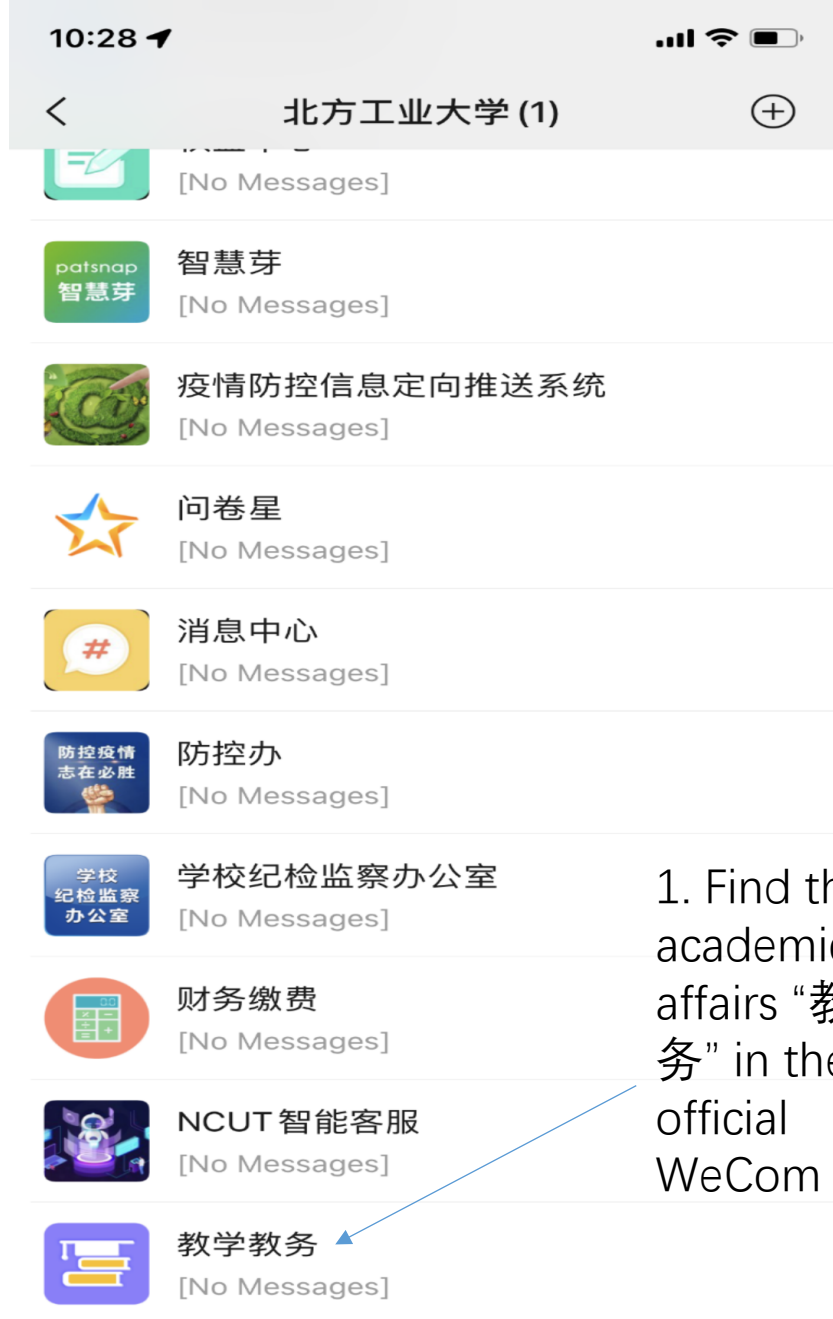 10:28
北方工业大学 (1)
[No Messages]
patsnap
智慧芽
智慧芽
[No Messages]
疫情防控信息定向推送系统
[No Messages]
问卷星
[No Messages]
#
消息中心
[No Messages]
防控疫情
志在必胜
防控办
[No Messages]
学校
纪检监察
办公室
学校纪检监察办公室
[No Messages]
财务缴费
[No Messages]
NCUT智能客服
[No Messages]
教学教务
[No Messages]
1. Find
academic
affairs “教
务” in the
official
WeCom